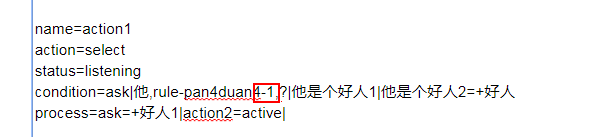 name=action1
action=select
status=listening
condition=ask|他,rule-pan4duan4-1,?|他是个好人1|他是个好人2=+好人
process=ask=+好人1|action2=active|